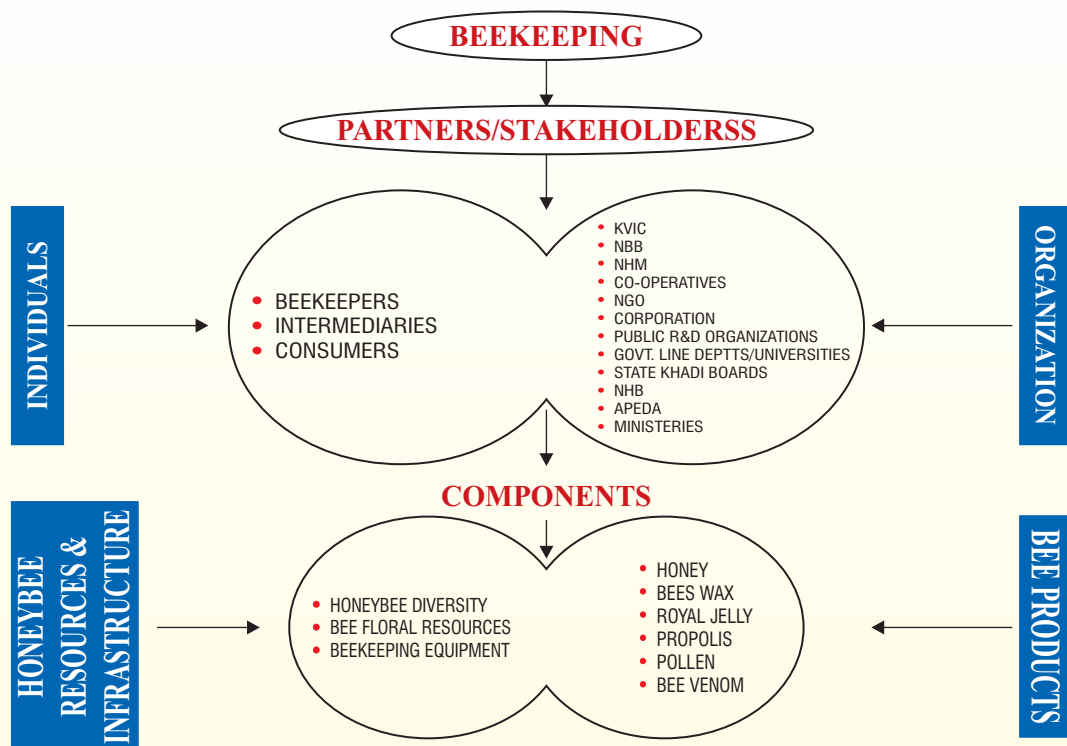 BEEKEEPING
PARTNERS/STAKEHOLDERSS
INDIVIDUALS
• BEEKEEPERS
• INTERMEDIARIES
• CONSUMERS
• KVIC
• NBB
• NHM
• CO-OPERATIVES
• NGO
• CORPORATION
• PUBLIC R&D ORGANIZATIONS
• GOVT. LINE DEPTTS/UNIVERSITIES
• STATE KHADI BOARDS
• NHB
• APEDA
• MINISTERIES
ORGANIZATION
COMPONENTS
HONEYBEE
RESOURCES &
INFRASTRUCTURE
• HONEYBEE DIVERSITY
• BEE FLORAL RESOURCES
• BEEKEEPING EQUIPMENT
• HONEY
• BEES WAX
• ROYAL JELLY
• PROPOLIS
• POLLEN
• BEE VENOM
BEE PRODUCTS